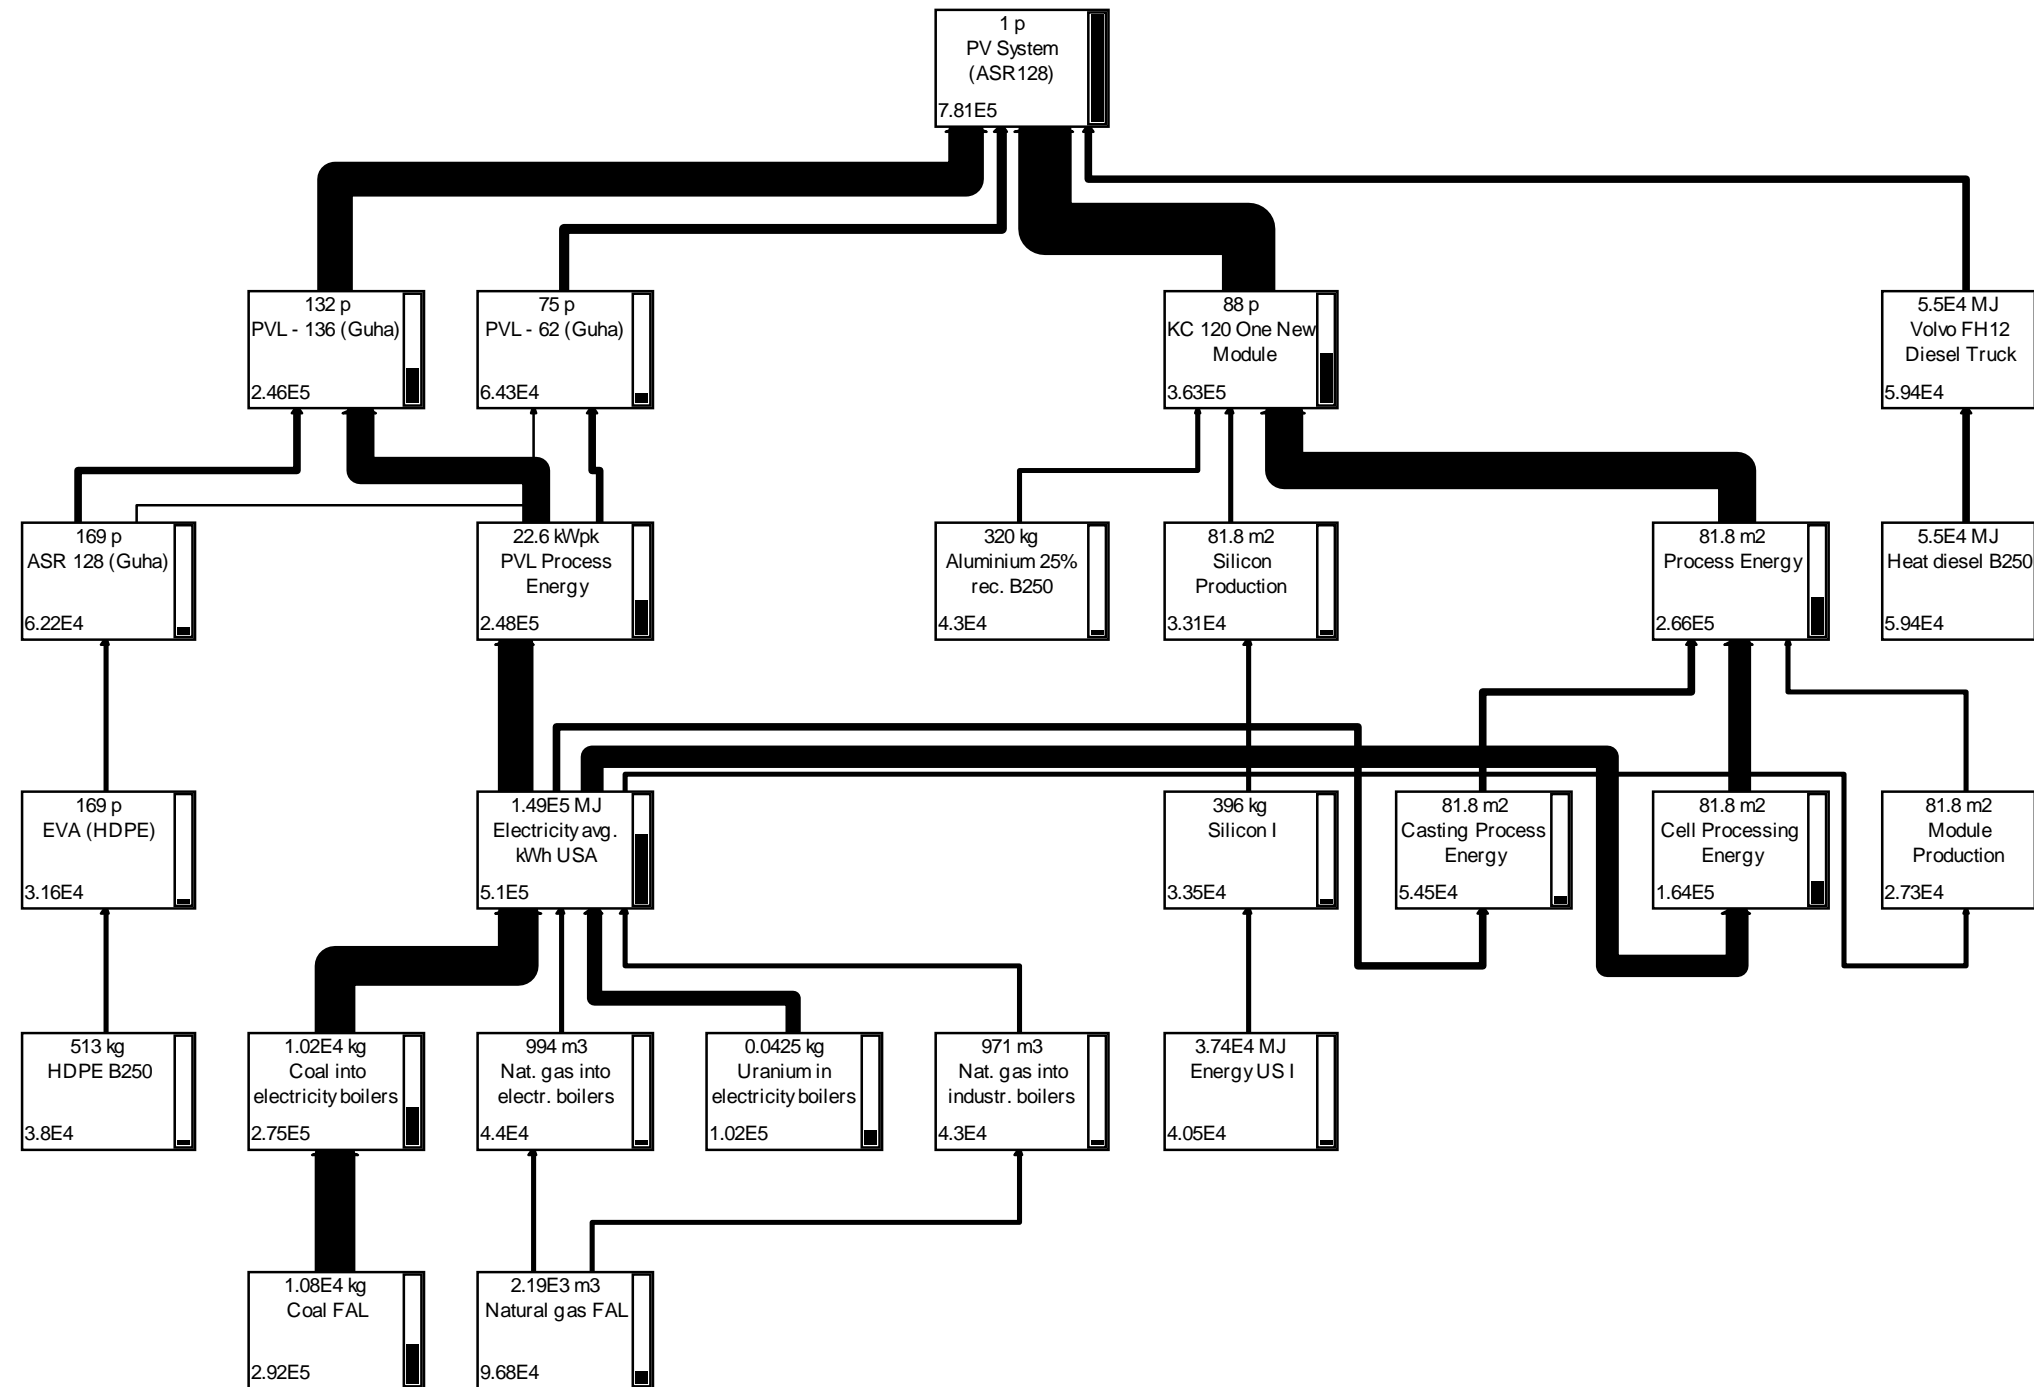 1 p
PV System
(ASR128)
7.81E5
132 p
PVL - 136 (Guha)
2.46E5
75 p
PVL - 62 (Guha)
6.43E4
88 p
KC 120 One New
Module
3.63E5
5.5E4 MJ
Volvo FH12
Diesel Truck
5.94E4
169 p
ASR 128 (Guha)
6.22E4
22.6 kWpk
PVL Process
Energy
2.48E5
320 kg
Aluminium 25%
rec. B250
4.3E4
81.8 m2
Silicon
Production
3.31E4
81.8 m2
Process Energy
2.66E5
5.5E4 MJ
Heat diesel B250
5.94E4
169 p
EVA (HDPE)
3.16E4
1.49E5 MJ
Electricity avg.
kWh USA
5.1E5
396 kg
Silicon I
3.35E4
81.8 m2
Casting Process
Energy
5.45E4
81.8 m2
Cell Processing
Energy
1.64E5
81.8 m2
Module
Production
2.73E4
513 kg
HDPE B250
3.8E4
1.02E4 kg
Coal into
electricity boilers
2.75E5
994 m3
Nat. gas into
electr. boilers
4.4E4
0.0425 kg
Uranium in
electricity boilers
1.02E5
971 m3
Nat. gas into
industr. boilers
4.3E4
3.74E4 MJ
Energy US I
4.05E4
1.08E4 kg
Coal FAL
2.92E5
2.19E3 m3
Natural gas FAL
9.68E4